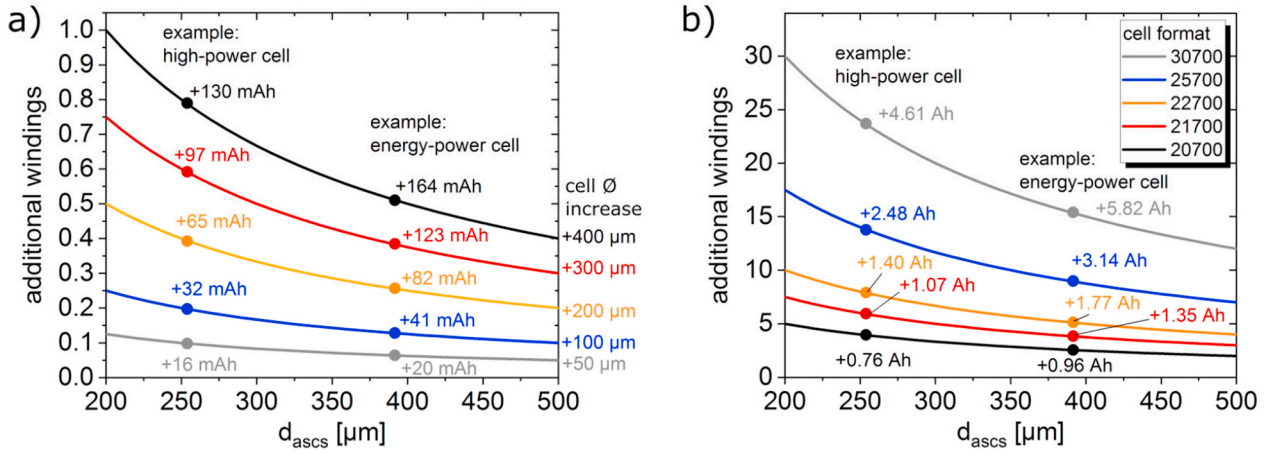 a)
additional windings
1.0
0.9
0.8
0.7
0.6
0.5
0.4
0.3
0.2
0.1
0.0
example:
high-power cell
+130 mAh
+97 mAh
+65 mAh
+32 mAh
+16 mAh
example:
energy-power cell
+164 mAh
+123 mAh
+82 mAh
+41 mAh
+20 mAh
cell Ø
increase
+400 µm
+300 µm
+200 µm
+100 µm
+50 µm
200 250 300 350 400 450 500
dascs [µm]
b)
additional windings
30
25
20
15
10
5
0
example:
high-power cell
+4.61 Ah
+2.48 Ah
+1.40 Ah
+1.07 Ah
+0.76 Ah
example:
energy-power cell
+5.82 Ah
+3.14 Ah
+1.77 Ah
+1.35 Ah
+0.96 Ah
cell format
30700
25700
22700
21700
20700
200 250 300 350 400 450 500
dascs [µm]